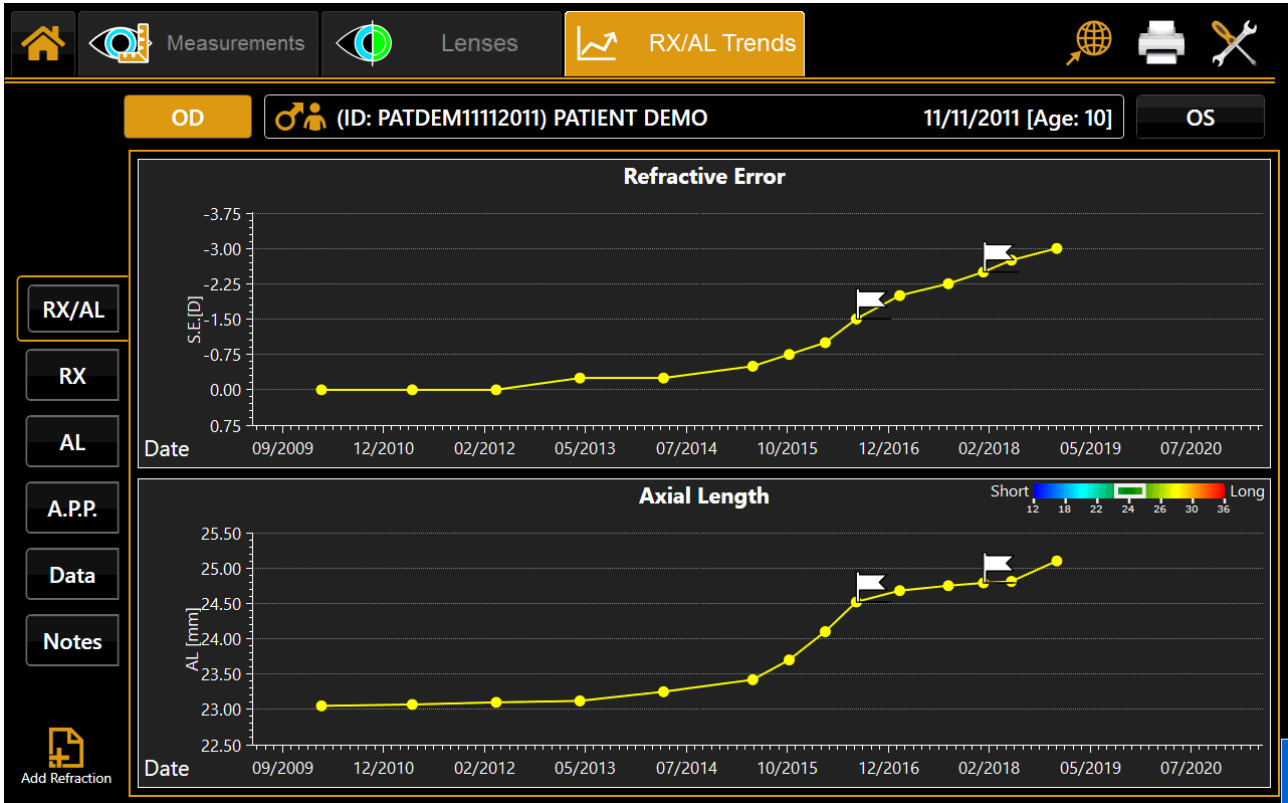 Measurements
Lenses
RX/AL Trends
OD
(ID: PATDEM11112011) PATIENT DEMO 11/11/2011 [Age: 10]
OS
RX/AL
RX
AL
A.P.P.
Data
Notes
Add Refraction
Refractive Error
S.E.[D]
-3.75
-3.00
-2.25
-1.50
-0.75
0.00
0.75
Date 09/2009 12/2010 02/2012 05/2013 07/2014 10/2015 12/2016 02/2018 05/2019 07/2020
Axial Length
Short Long
12 18 22 24 26 30 36
AL [mm]
25.50
25.00
24.50
24.00
23.50
23.00
22.50
Date 09/2009 12/2010 02/2012 05/2013 07/2014 10/2015 12/2016 02/2018 05/2019 07/2020